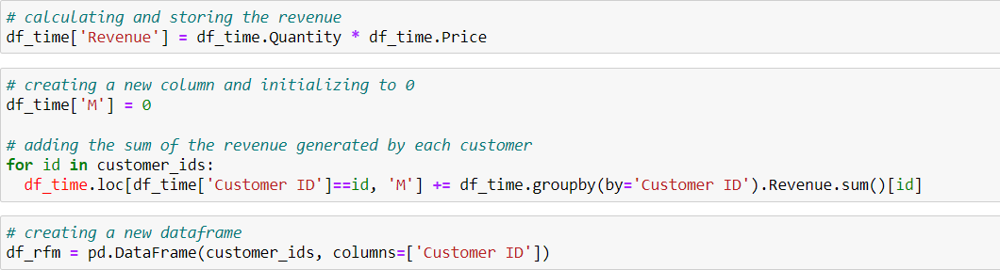 # calculating and storing the revenue
df_time['Revenue'] = df_time.Quantity * df_time.Price
# creating a new column and initializing to 0
df_time['M'] = 0
# adding the sum of the revenue generated by each customer
for id in customer_ids:
  df_time.loc[df_time['Customer ID']==id, 'M'] += df_time.groupby(by='Customer ID').Revenue.sum()[id]
# creating a new dataframe
df_rfm = pd.DataFrame(customer_ids, columns=['Customer ID'])